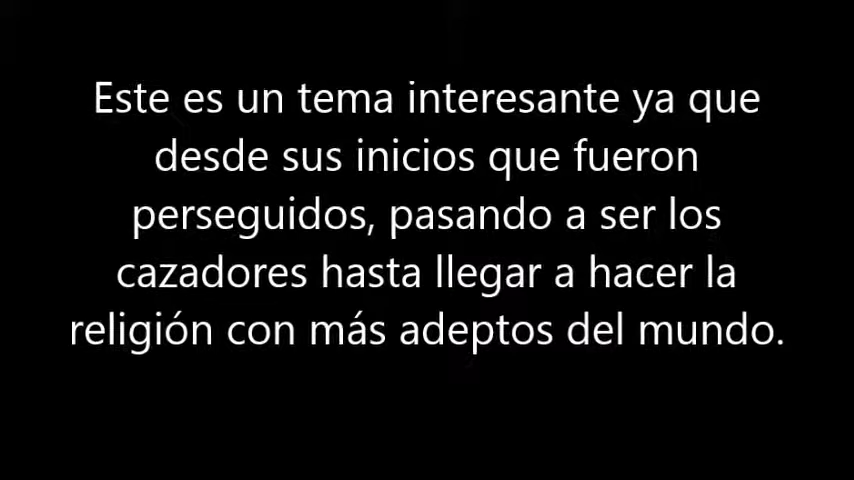 Este es un tema interesante ya que
desde sus inicios que fueron
perseguidos, pasando a ser los
cazadores hasta llegar a hacer la
religión con más adeptos del mundo.